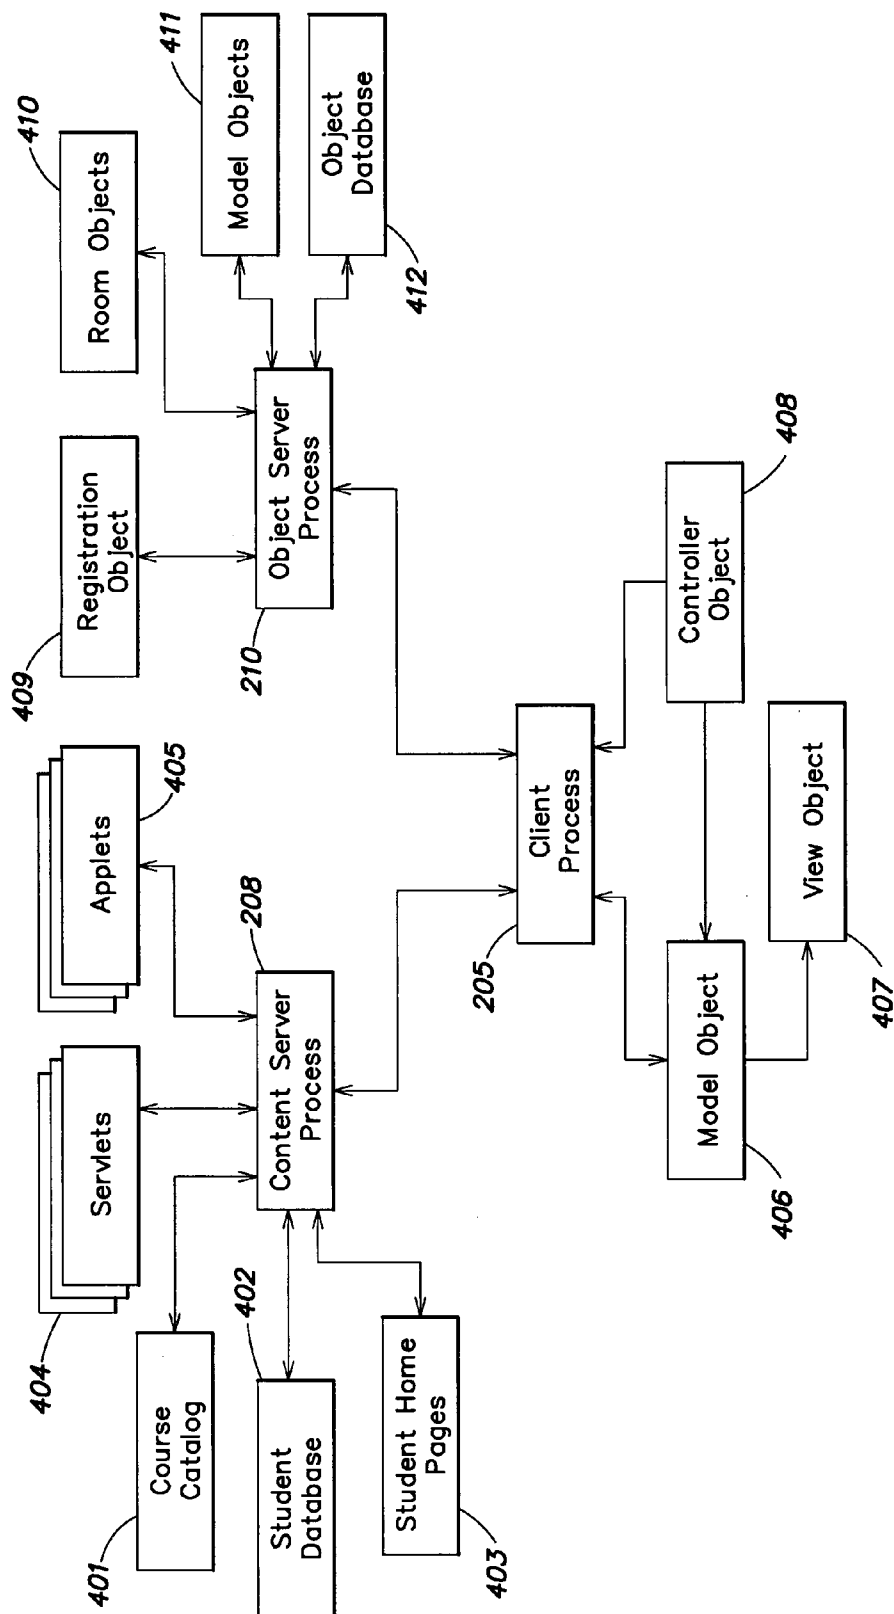 404
Servlets
Applets
405
409
Registration
Object
Room Objects
410
401
Course
Catalog
Model Objects
411
402
Student
Database
Content Server
Process
208
210
Object Server
Process
Object
Database
412
403
Student Home
Pages
205
Client
Process
406
Model Object
Controller
Object
408
407
View Object